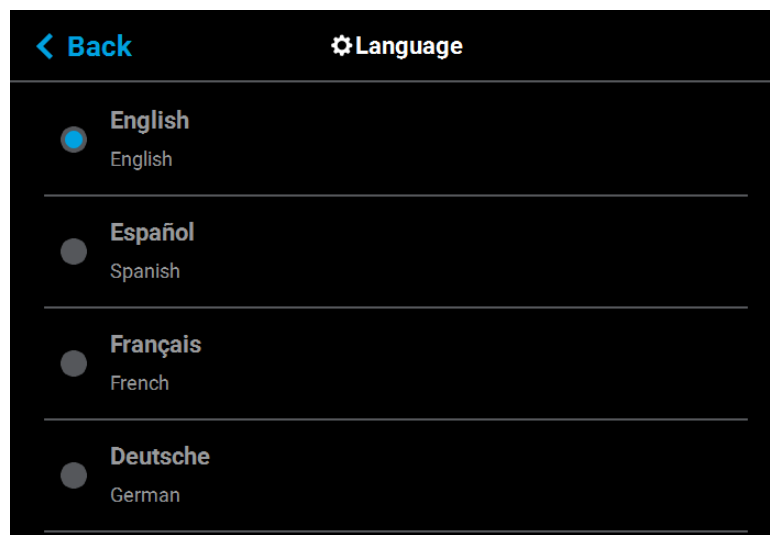 Back
Language
English
English
Español
Spanish
Français
French
Deutsche
German